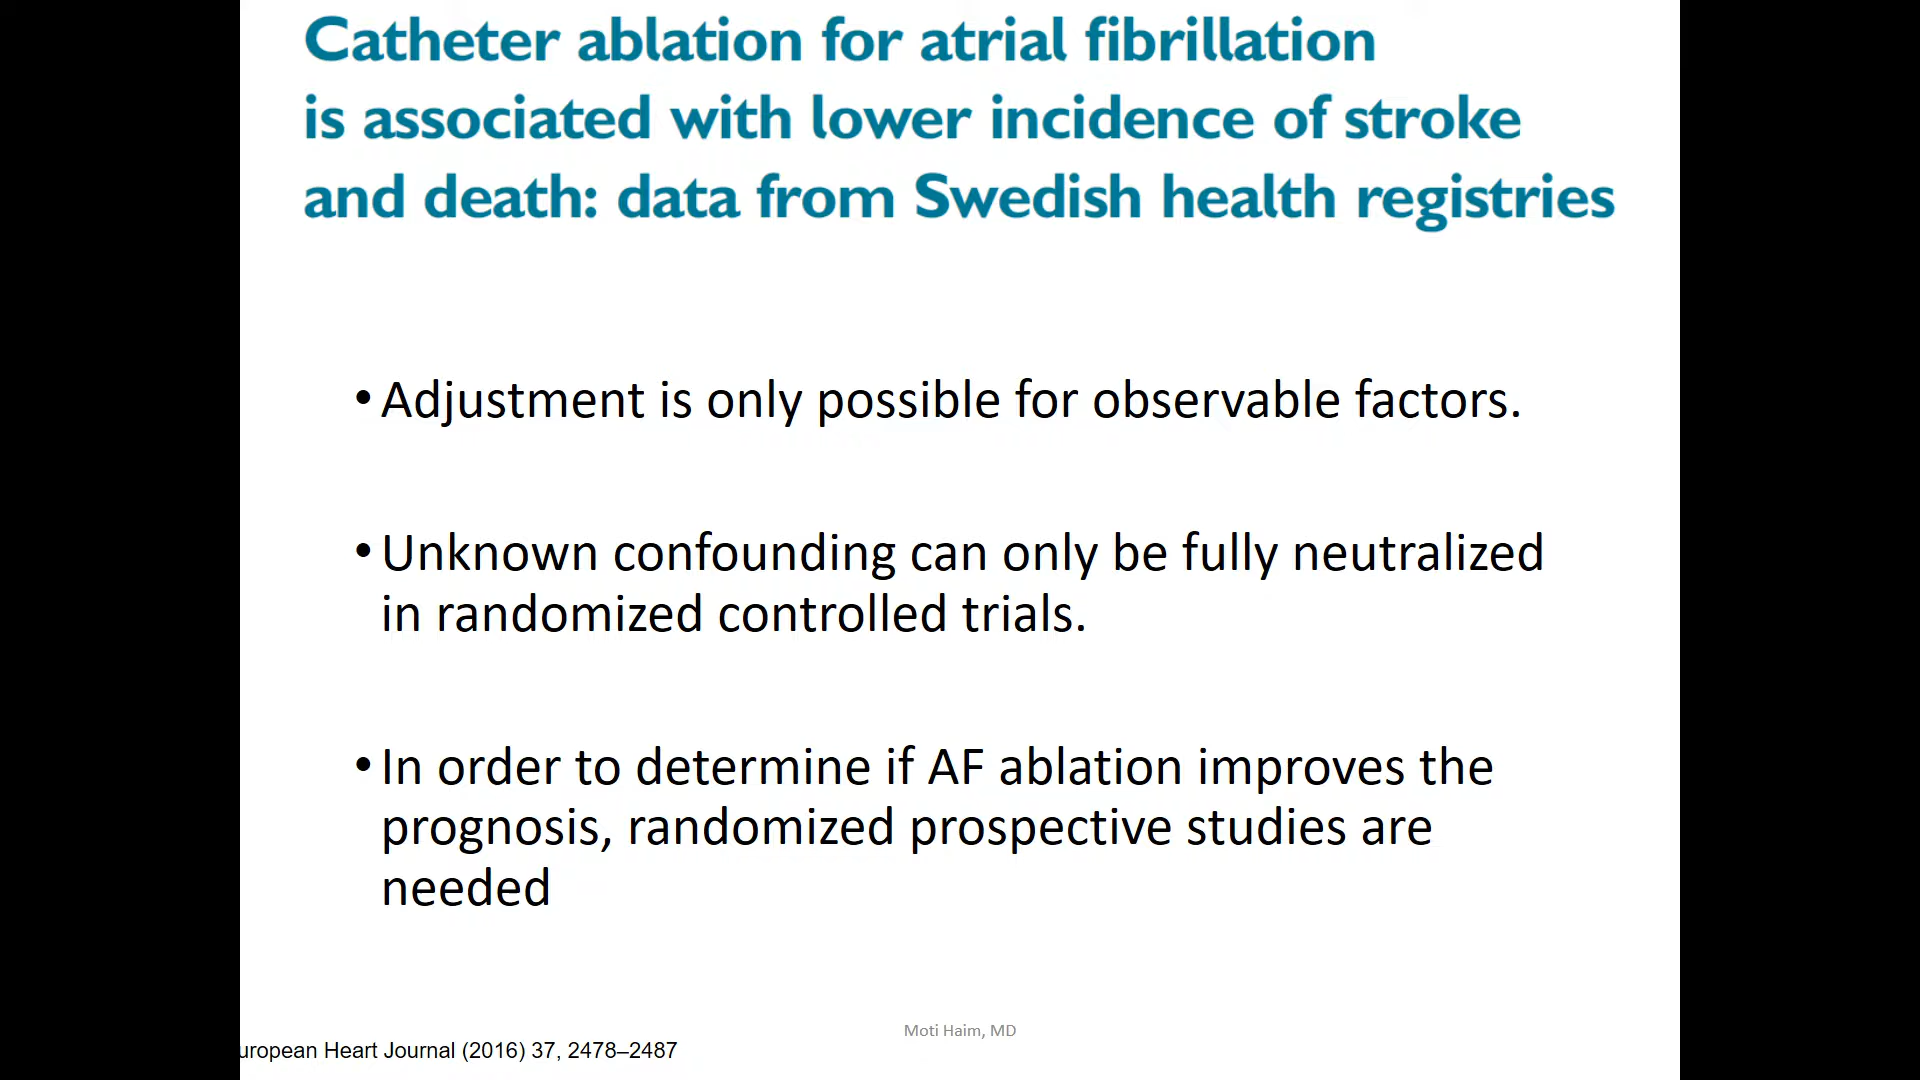 Catheter ablation for atrial fibrillation
is associated with lower incidence of stroke
and death: data from Swedish health registries
• Adjustment is only possible for observable factors.
• Unknown confounding can only be fully neutralized
in randomized controlled trials.
• In order to determine if AF ablation improves the
prognosis, randomized prospective studies are
needed
Moti Haim, MD
uropean Heart Journal (2016) 37, 2478–2487